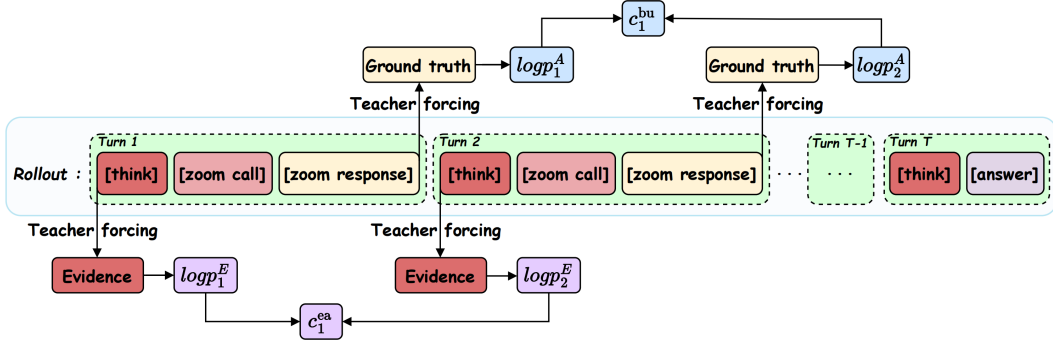 $c_1^{\text{bu}}$
Ground truth → $logp_1^A$
Ground truth → $logp_2^A$
Teacher forcing
Teacher forcing
Turn 1
Turn 2
Turn T-1
Turn T
Rollout :
[think] [zoom call] [zoom response]
[think] [zoom call] [zoom response]
· · ·
· · ·
[think] [answer]
Teacher forcing
Teacher forcing
Evidence → $logp_1^E$
Evidence → $logp_2^E$
$c_1^{\text{ea}}$